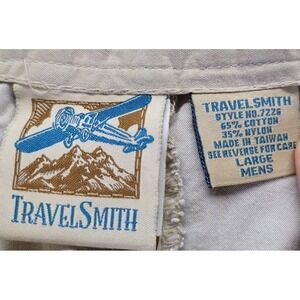 TRAVELSMITH
TRAVELSMITH
STYLE NO.7226
65% COTTON
35% NYLON
MADE IN TAIWAN
SEE REVERSE FOR CARE
LARGE
MENS